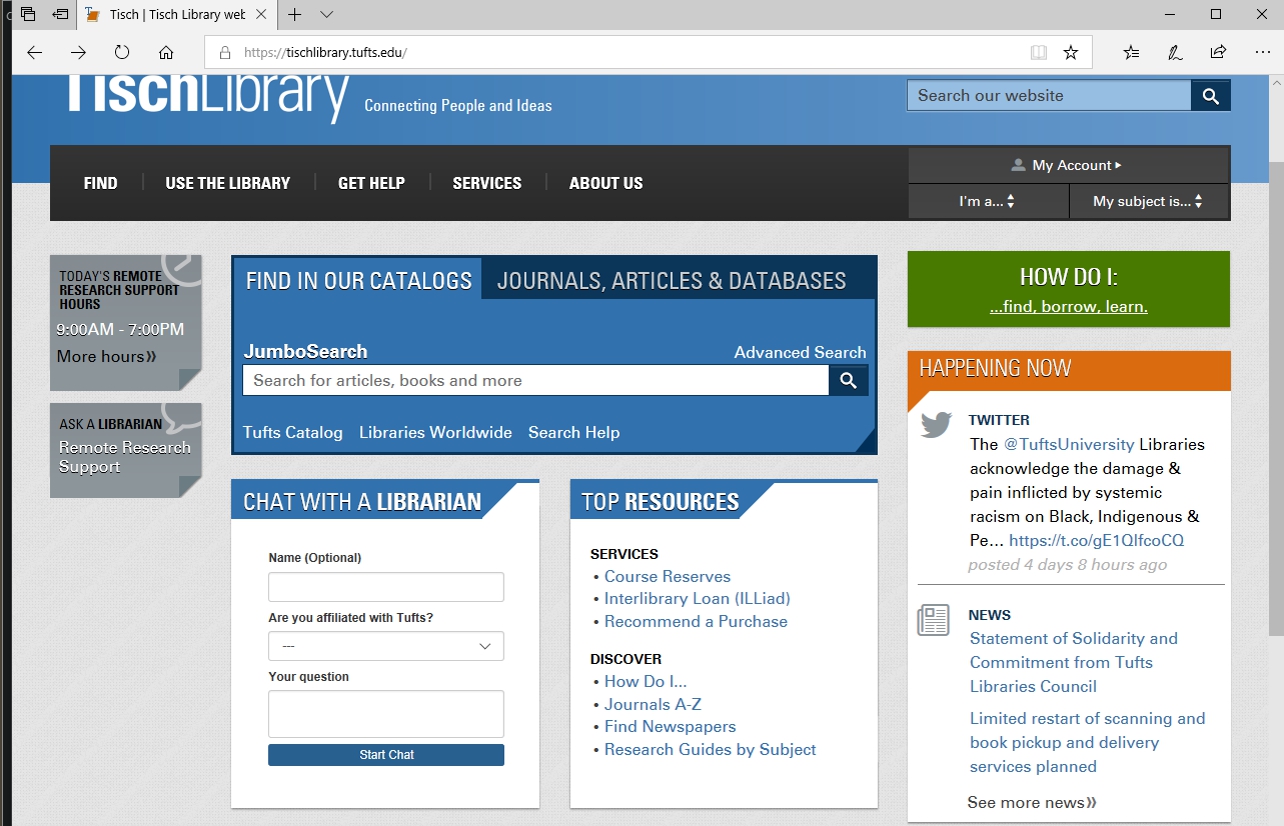 Tisch | Tisch Library web
https://tischlibrary.tufts.edu/
TischLibrary
Connecting People and Ideas
Search our website
FIND
USE THE LIBRARY
GET HELP
SERVICES
ABOUT US
My Account
I'm a...
My subject is...
TODAY'S REMOTE
RESEARCH SUPPORT
HOURS
9:00AM - 7:00PM
More hours»
ASK A LIBRARIAN
Remote Research
Support
FIND IN OUR CATALOGS
JOURNALS, ARTICLES & DATABASES
JumboSearch
Advanced Search
Search for articles, books and more
Tufts Catalog
Libraries Worldwide
Search Help
CHAT WITH A LIBRARIAN
Name (Optional)
Are you affiliated with Tufts?
---
Your question
Start Chat
TOP RESOURCES
SERVICES
• Course Reserves
• Interlibrary Loan (ILLiad)
• Recommend a Purchase
DISCOVER
• How Do I...
• Journals A-Z
• Find Newspapers
• Research Guides by Subject
HOW DO I:
...find, borrow, learn.
HAPPENING NOW
TWITTER
The @TuftsUniversity Libraries
acknowledge the damage &
pain inflicted by systemic
racism on Black, Indigenous &
Pe... https://t.co/gE1QlfcoCQ
posted 4 days 8 hours ago
NEWS
Statement of Solidarity and
Commitment from Tufts
Libraries Council
Limited restart of scanning and
book pickup and delivery
services planned
See more news»